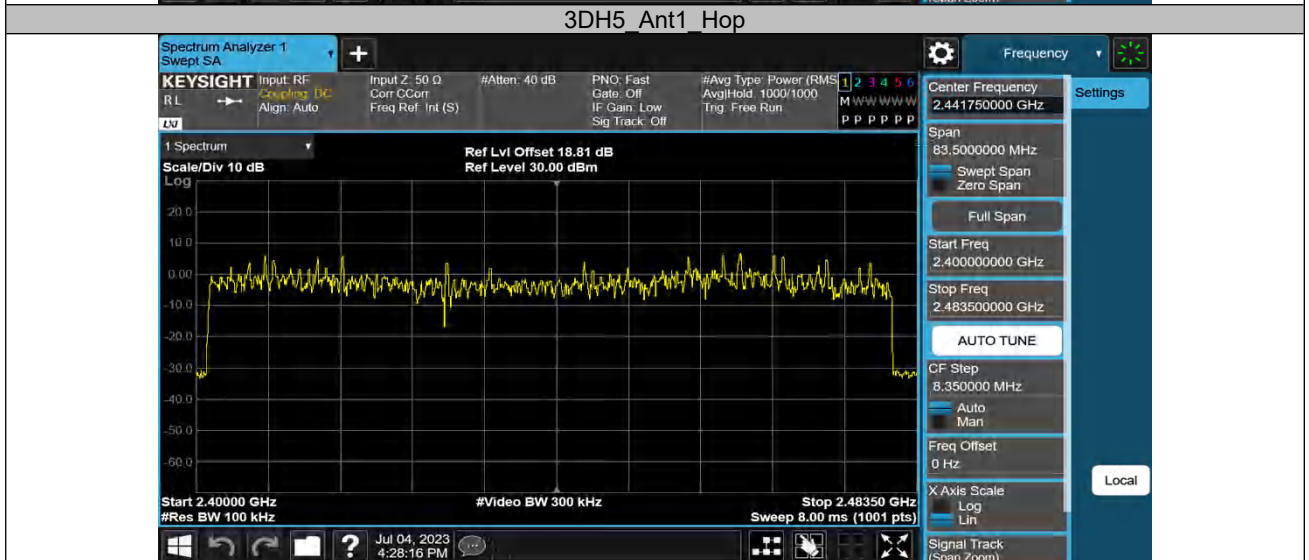 3DH5_Ant1_Hop
Spectrum Analyzer 1
Swept SA
+
Frequency
KEYSIGHT
RL
LXI
Input: RF
Coupling: DC
Align: Auto
Input Z: 50 Ω
Corr CCorr
Freq Ref: Int (S)
#Atten: 40 dB
PNO: Fast
Gate: Off
IF Gain: Low
Sig Track: Off
#Avg Type: Power (RMS
Avg|Hold: 1000/1000
Trig: Free Run
1 2 3 4 5 6
M W W W W W
P P P P P P
Center Frequency
2.441750000 GHz
Settings
Span
83.5000000 MHz
Swept Span
Zero Span
Full Span
Start Freq
2.400000000 GHz
Stop Freq
2.483500000 GHz
AUTO TUNE
CF Step
8.350000 MHz
Auto
Man
Freq Offset
0 Hz
X Axis Scale
Log
Lin
Signal Track
(Span Zoom)
Local
1 Spectrum
Scale/Div 10 dB
Ref Lvl Offset 18.81 dB
Ref Level 30.00 dBm
Log
20.0
10.0
0.00
-10.0
-20.0
-30.0
-40.0
-50.0
-60.0
Start 2.40000 GHz
#Res BW 100 kHz
#Video BW 300 kHz
Stop 2.48350 GHz
Sweep 8.00 ms (1001 pts)
?
Jul 04, 2023
4:28:16 PM